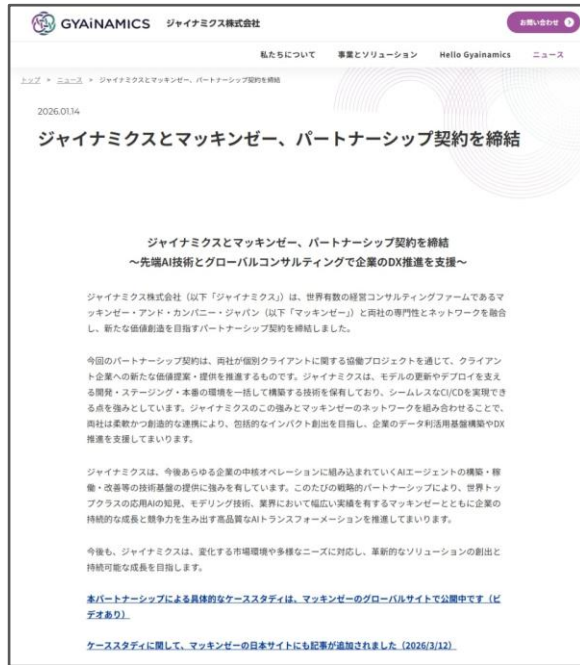 GYAiNAMICS ジャイナミクス株式会社
お問い合わせ
私たちについて 事業とソリューション Hello Gyainamics ニュース
トップ > ニュース > ジャイナミクスとマッキンゼー、パートナーシップ契約を締結
2026.01.14
ジャイナミクスとマッキンゼー、パートナーシップ契約を締結
ジャイナミクスとマッキンゼー、パートナーシップ契約を締結
～先端AI技術とグローバルコンサルティングで企業のDX推進を支援～
ジャイナミクス株式会社（以下「ジャイナミクス」）は、世界有数の経営コンサルティングファームであるマ
ッキンゼー・アンド・カンパニー・ジャパン（以下「マッキンゼー」）と両社の専門性とネットワークを融合
し、新たな価値創造を目指すパートナーシップ契約を締結しました。
今回のパートナーシップ契約は、両社が個別クライアントに関する協働プロジェクトを通じて、クライアン
ト企業への新たな価値提案・提供を推進するものです。ジャイナミクスは、モデルの更新やデプロイを支え
る開発・ステージング・本番の環境を一括して構築する技術を保有しており、シームレスなCI/CDを実現でき
る点を強みとしています。ジャイナミクスのこの強みとマッキンゼーのネットワークを組み合わせることで、
両社は柔軟かつ創造的な連携により、包括的なインパクト創出を目指し、企業のデータ利活用基盤構築やDX
推進を支援してまいります。
ジャイナミクスは、今後あらゆる企業の中核オペレーションに組み込まれていくAIエージェントの構築・稼
働・改善等の技術基盤の提供に強みを有しています。このたびの戦略的パートナーシップにより、世界トッ
プクラスの応用AIの知見、モデリング技術、業界において幅広い実績を有するマッキンゼーとともに企業の
持続的な成長と競争力を生み出す高品質なAIトランスフォーメーションを推進してまいります。
今後も、ジャイナミクスは、変化する市場環境や多様なニーズに対応し、革新的なソリューションの創出と
持続可能な成長を目指します。
本パートナーシップによる具体的なケーススタディは、マッキンゼーのグローバルサイトで公開中です（ビ
デオあり）
ケーススタディに関して、マッキンゼーの日本サイトにも記事が追加されました（2026/3/12）